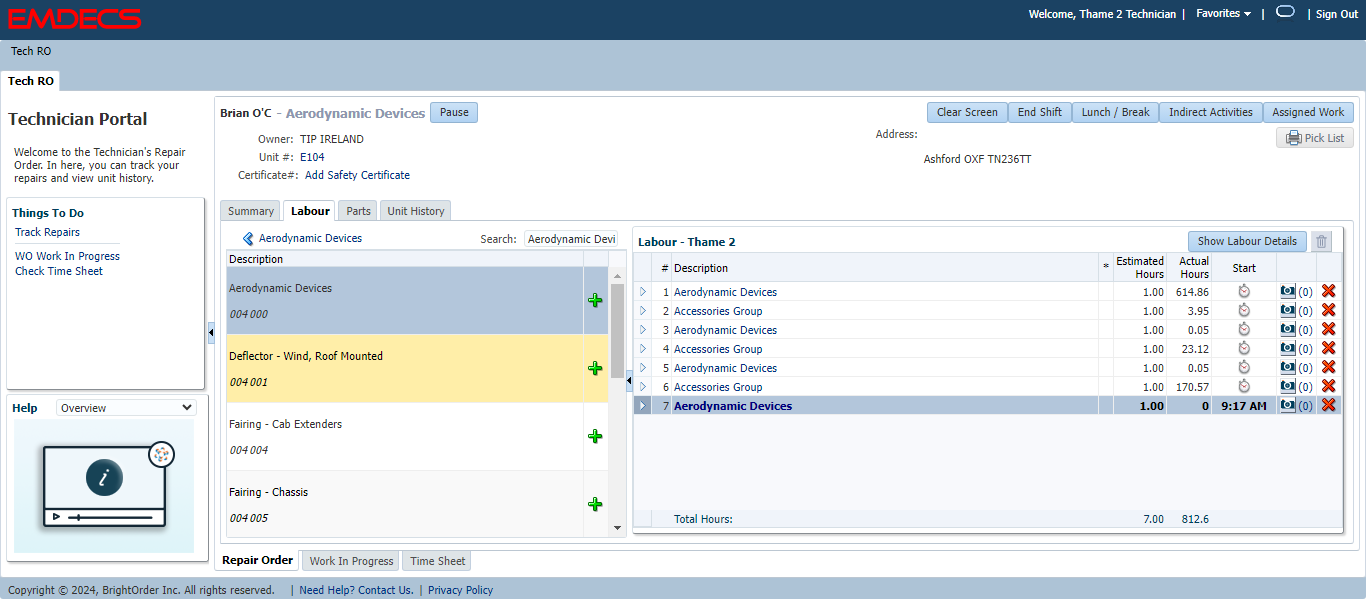 EMDECS
Welcome, Thame 2 Technician | Favorites | | Sign Out
Tech RO
Tech RO
Technician Portal
Welcome to the Technician's Repair
Order. In here, you can track your
repairs and view unit history.
Things To Do
Track Repairs
WO Work In Progress
Check Time Sheet
Help Overview
i
Brian O'C - Aerodynamic Devices Pause
Clear Screen End Shift Lunch / Break Indirect Activities Assigned Work
Pick List
Owner: TIP IRELAND
Unit #: E104
Certificate#: Add Safety Certificate
Address:
Ashford OXF TN236TT
Summary Labour Parts Unit History
Aerodynamic Devices Search: Aerodynamic Devi
Description
Aerodynamic Devices
004 000
Deflector - Wind, Roof Mounted
004 001
Fairing - Cab Extenders
004 004
Fairing - Chassis
004 005
Labour - Thame 2 Show Labour Details
# Description * Estimated Hours Actual Hours Start
1 Aerodynamic Devices 1.00 614.86 (0)
2 Accessories Group 1.00 3.95 (0)
3 Aerodynamic Devices 1.00 0.05 (0)
4 Accessories Group 1.00 23.12 (0)
5 Aerodynamic Devices 1.00 0.05 (0)
6 Accessories Group 1.00 170.57 (0)
7 Aerodynamic Devices 1.00 0 9:17 AM (0)
Total Hours: 7.00 812.6
Repair Order Work In Progress Time Sheet
Copyright © 2024, BrightOrder Inc. All rights reserved. | Need Help? Contact Us. | Privacy Policy